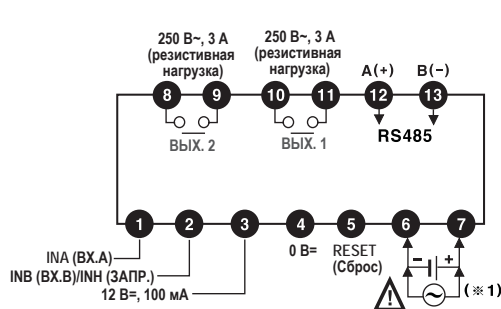 250 В~, 3 А
(резистивная
нагрузка)
250 В~, 3 А
(резистивная
нагрузка)
A(+)
B(−)
8
9
10
11
12
13
ВЫХ. 2
ВЫХ. 1
RS485
1
2
3
4
5
6
7
INA (ВХ.А)
INB (ВХ.В)/INH (ЗАПР.)
12 В=, 100 мА
0 В=
RESET
(Сброс)
− +
(※1)